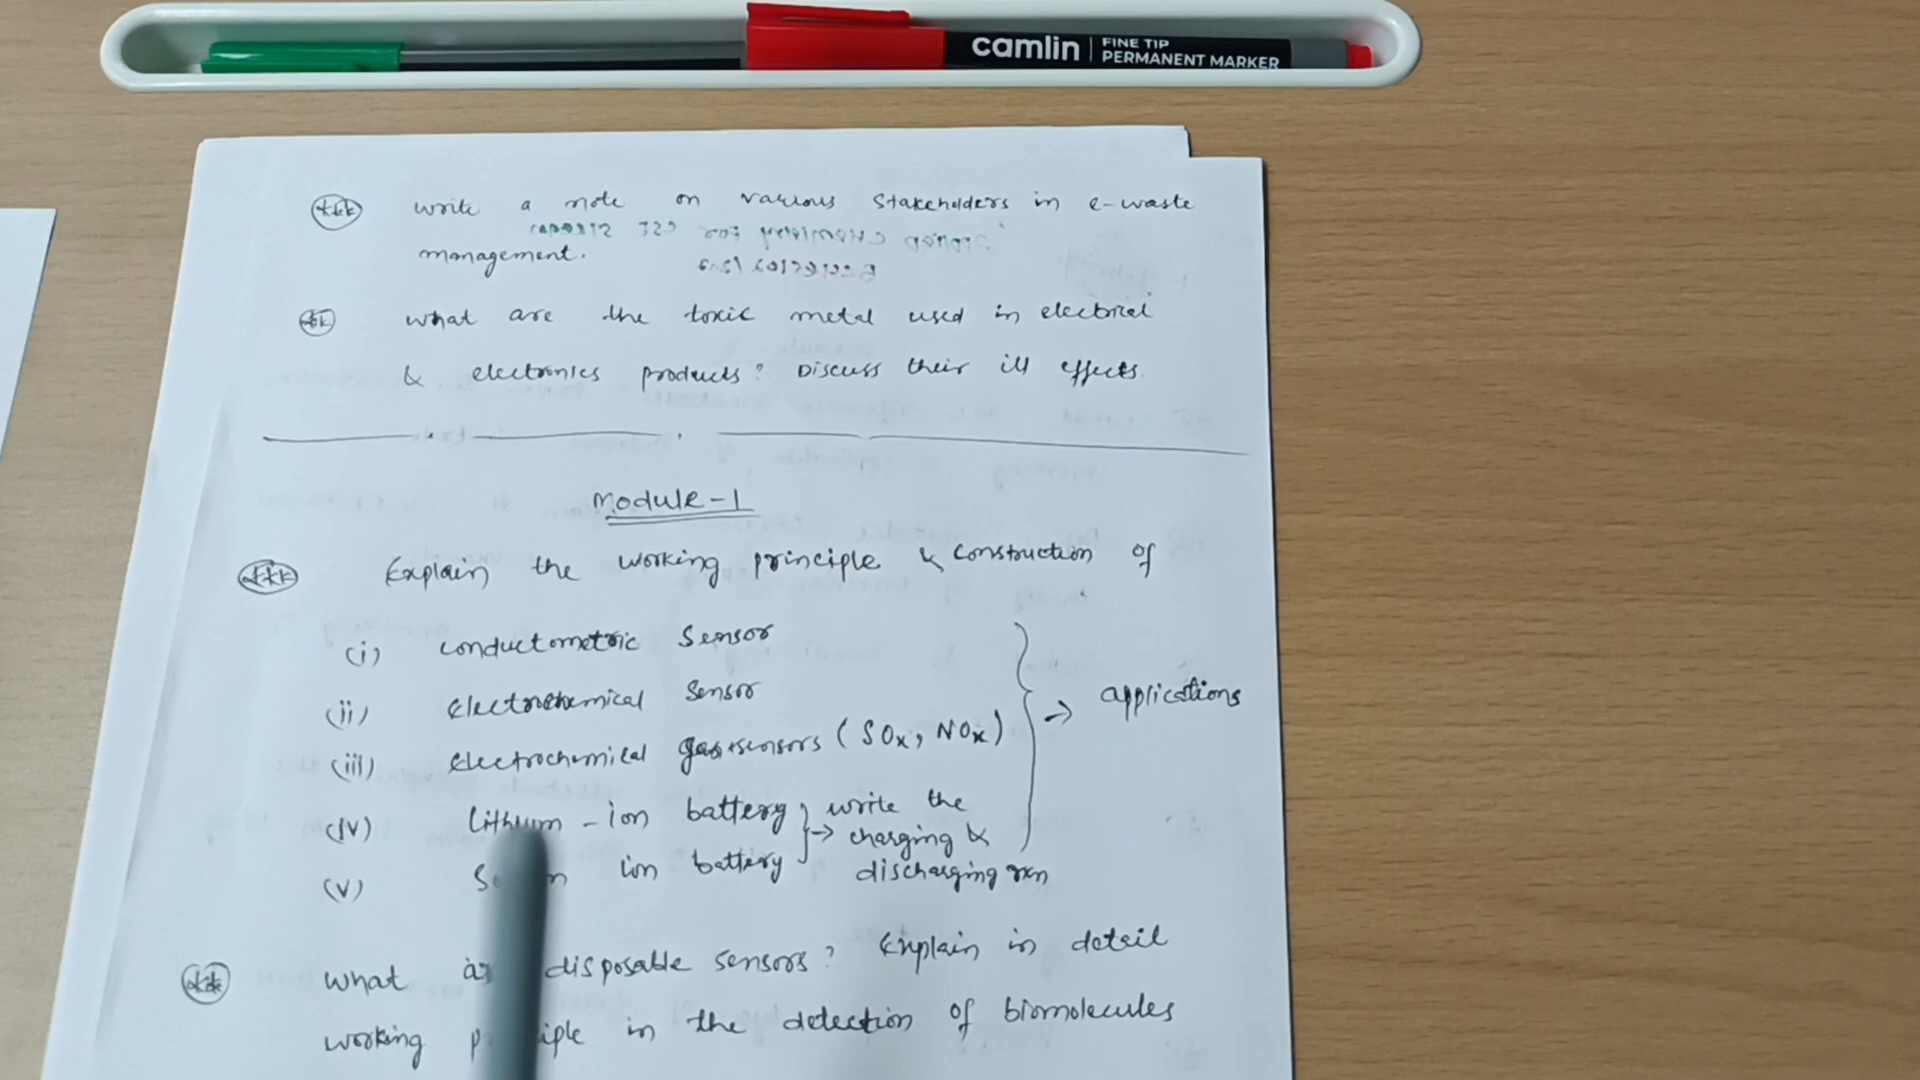 camlin FINE TIP
PERMANENT MARKER
write a note on various stakeholders in e-waste
management.
what are the toxic metal used in electrical
& electronics products? Discuss their ill effects.
Module-1
Explain the working principle & construction of
(i) conductometric sensor
(ii) Electrochemical sensor
(iii) Electrochemical gas sensors (SOx, NOx)
→ applications
(iv) Lithium-ion battery → write the
charging &
(v) ion battery discharging rxn
what disposable sensors? Explain in detail
working in the detection of biomolecules